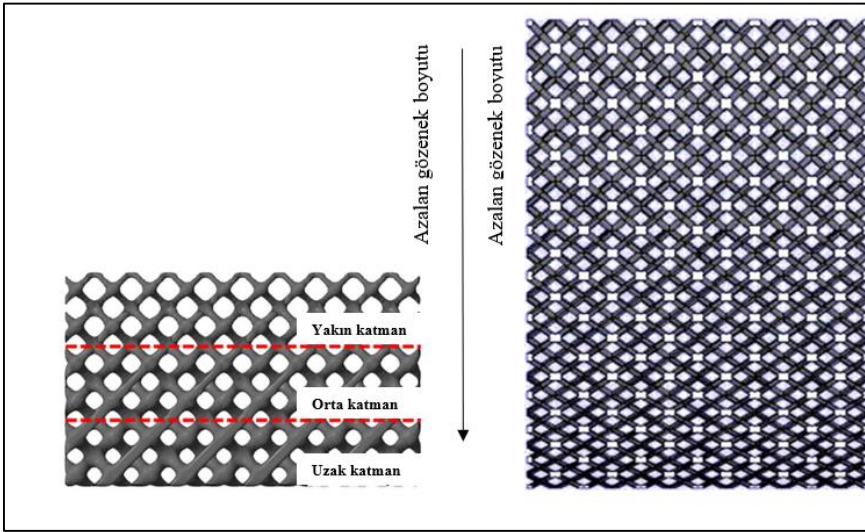 Azalan gözenek boyutu
Azalan gözenek boyutu
Yakın katman
Orta katman
Uzak katman